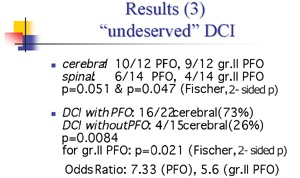 Results (3)
“undeserved” DCI
cerebral: 10/12 PFO, 9/12 gr.II PFO
spinal: 6/14 PFO, 4/14 gr.II PFO
p=0.051 & p=0.047 (Fischer, 2- sided p)
DCI with PFO: 16/22cerebral(73%)
DCI withoutPFO: 4/15cerebral(26%)
p=0.0084
for gr.II PFO: p=0.021 (Fischer, 2-sided p)
Odds Ratio: 7.33 (PFO), 5.6 (gr.II PFO)